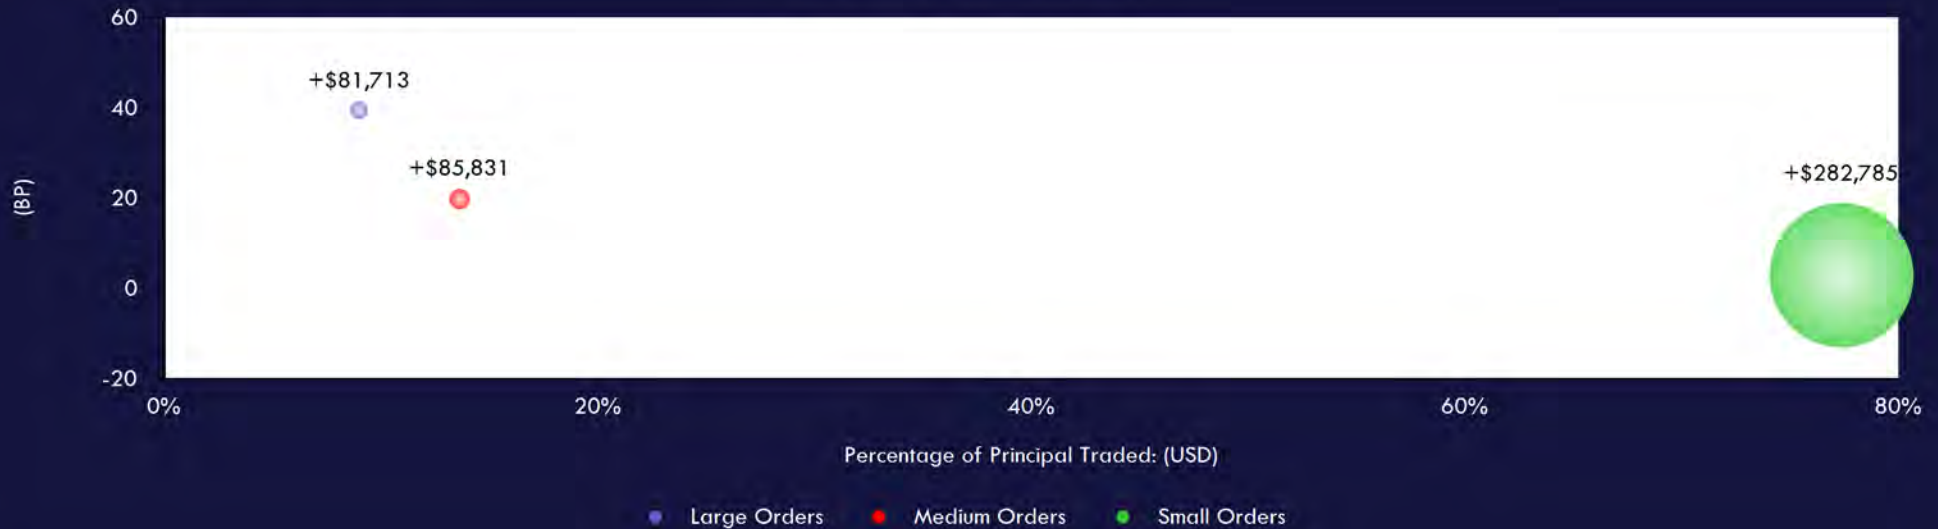 60
+$81,713
40
+$85,831
+$282,785
20
(BP)
0
-20
0%
20%
40%
60%
80%
Percentage of Principal Traded: (USD)
Large Orders
Medium Orders
Small Orders